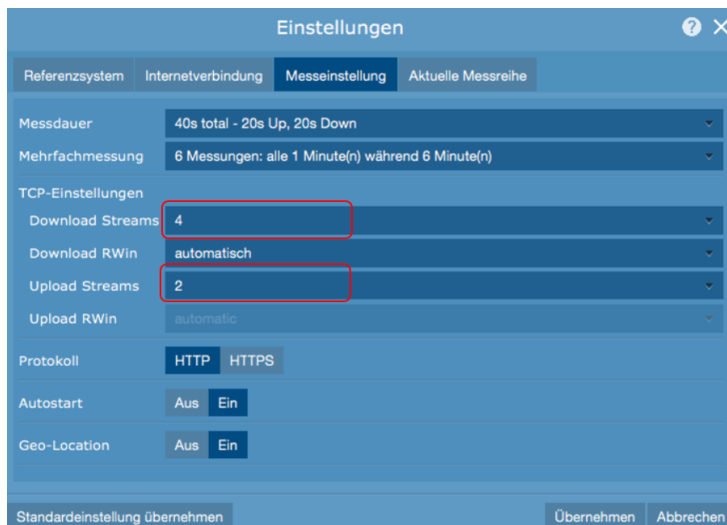 Einstellungen
Referenzsystem Internetverbindung Messeinstellung Aktuelle Messreihe
Messdauer 40s total - 20s Up, 20s Down
Mehrfachmessung 6 Messungen: alle 1 Minute(n) während 6 Minute(n)
TCP-Einstellungen
Download Streams 4
Download RWin automatisch
Upload Streams 2
Upload RWin automatic
Protokoll HTTP HTTPS
Autostart Aus Ein
Geo-Location Aus Ein
Standardeinstellung übernehmen Übernehmen Abbrechen